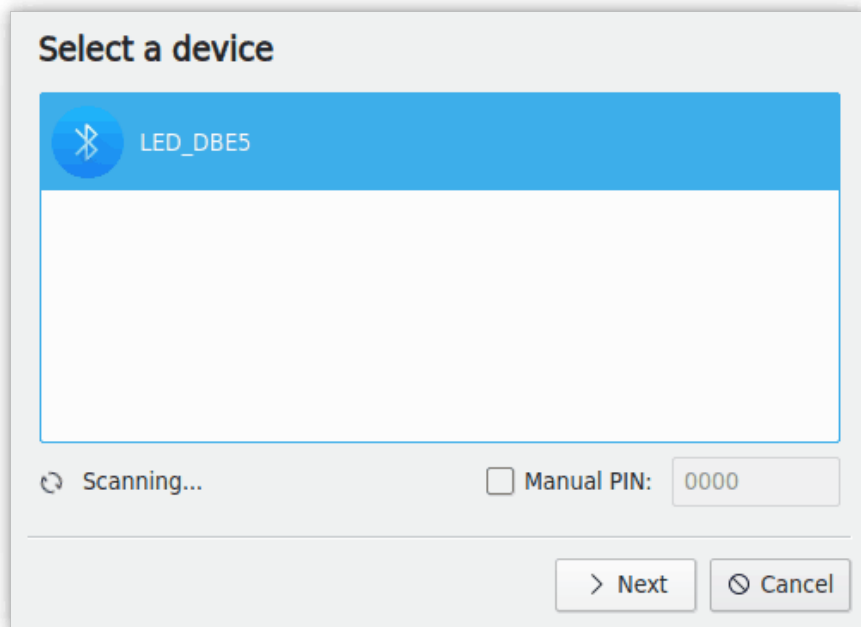 Select a device
LED_DBE5
Scanning...
Manual PIN:
0000
Next
Cancel